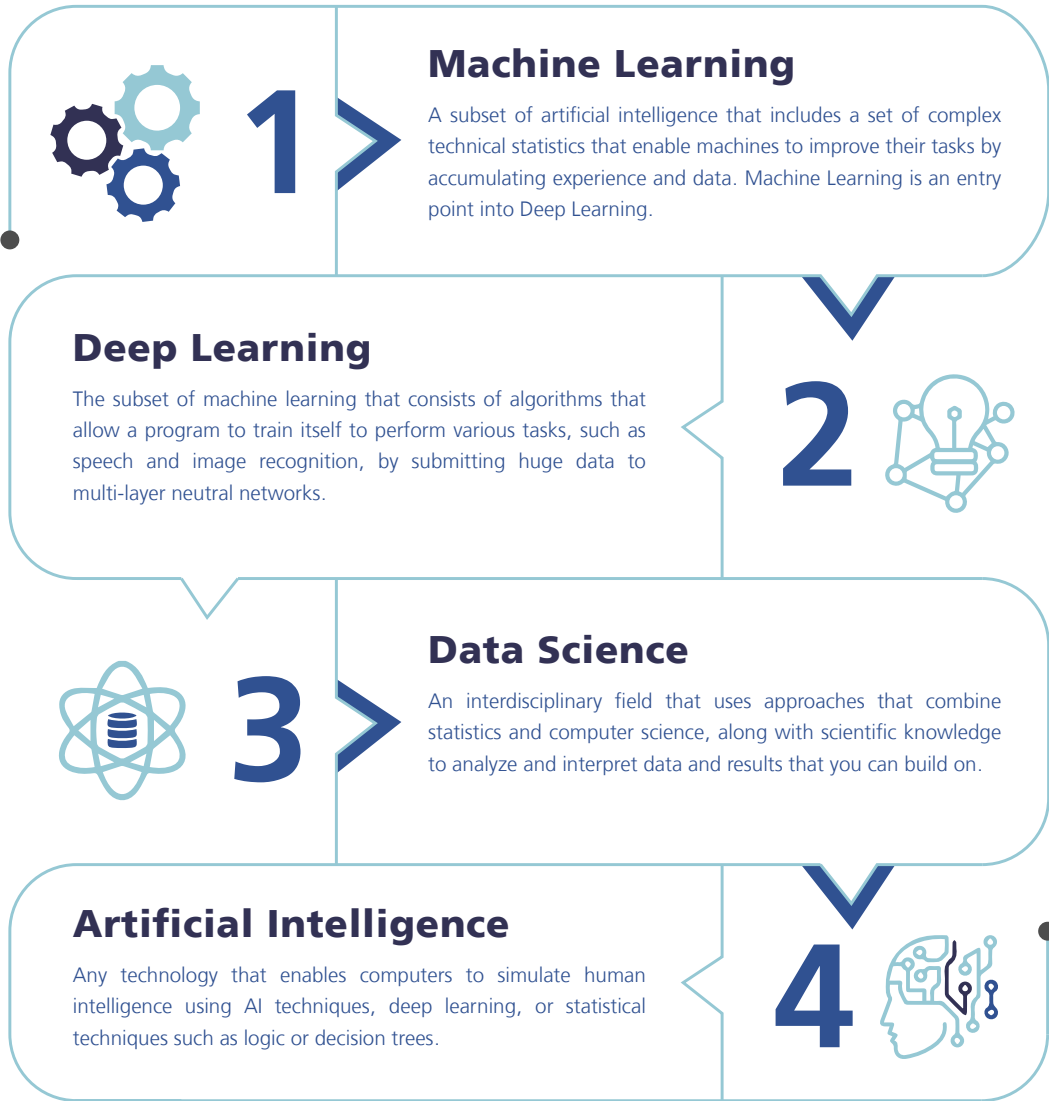 1
Machine Learning
A subset of artificial intelligence that includes a set of complex
technical statistics that enable machines to improve their tasks by
accumulating experience and data. Machine Learning is an entry
point into Deep Learning.
Deep Learning
The subset of machine learning that consists of algorithms that
allow a program to train itself to perform various tasks, such as
speech and image recognition, by submitting huge data to
multi-layer neutral networks.
2
3
Data Science
An interdisciplinary field that uses approaches that combine
statistics and computer science, along with scientific knowledge
to analyze and interpret data and results that you can build on.
Artificial Intelligence
Any technology that enables computers to simulate human
intelligence using AI techniques, deep learning, or statistical
techniques such as logic or decision trees.
4